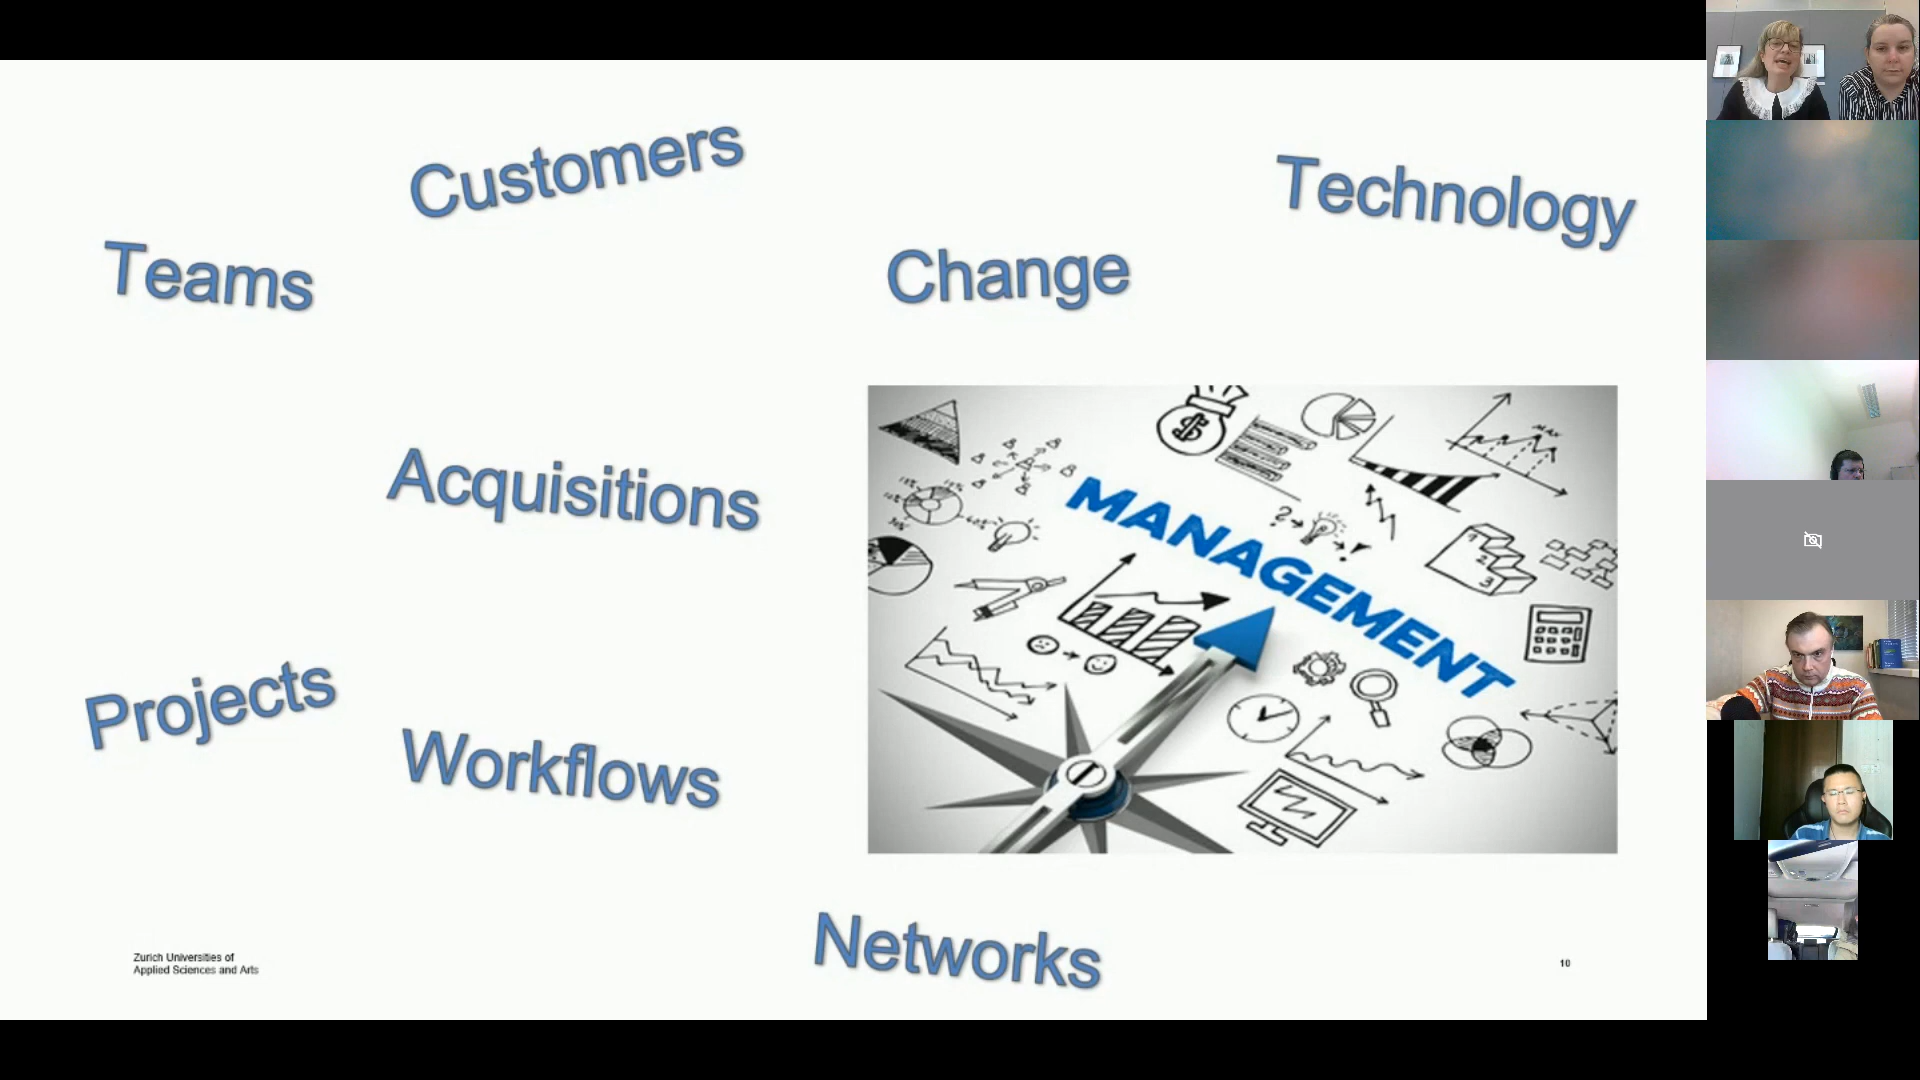 Customers
Technology
Teams
Change
Acquisitions
MANAGEMENT
Projects
Workflows
Networks
Zurich Universities of
Applied Sciences and Arts
10